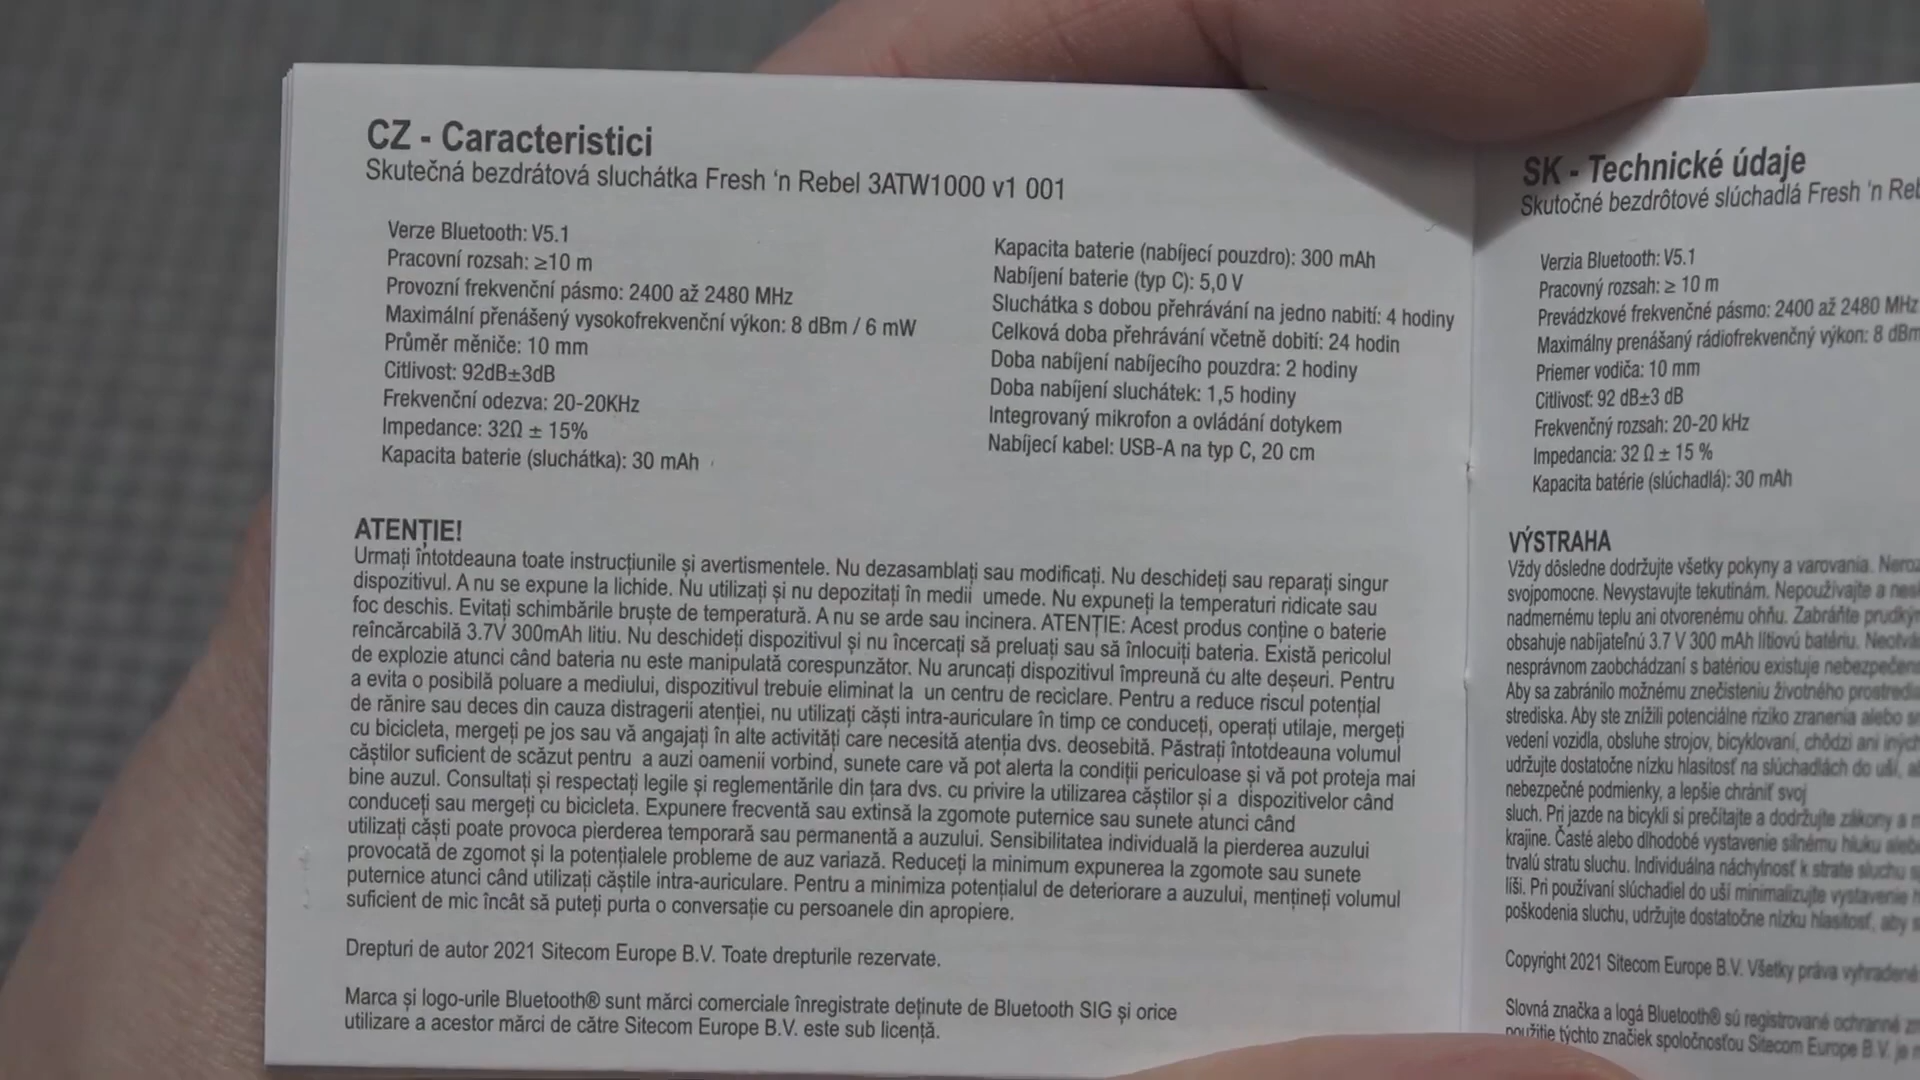 CZ - Caracteristici
Skutečná bezdrátová sluchátka Fresh 'n Rebel 3ATW1000 v1 001
Verze Bluetooth: V5.1
Pracovní rozsah: ≥10 m
Provozní frekvenční pásmo: 2400 až 2480 MHz
Maximální přenášený vysokofrekvenční výkon: 8 dBm / 6 mW
Průměr měniče: 10 mm
Citlivost: 92dB±3dB
Frekvenční odezva: 20-20KHz
Impedance: 32Ω ± 15%
Kapacita baterie (sluchátka): 30 mAh
Kapacita baterie (nabíjecí pouzdro): 300 mAh
Nabíjení baterie (typ C): 5,0 V
Sluchátka s dobou přehrávání na jedno nabití: 4 hodiny
Celková doba přehrávání včetně dobití: 24 hodin
Doba nabíjení nabíjecího pouzdra: 2 hodiny
Doba nabíjení sluchátek: 1,5 hodiny
Integrovaný mikrofon a ovládání dotykem
Nabíjecí kabel: USB-A na typ C, 20 cm
ATENȚIE!
Urmați întotdeauna toate instrucțiunile și avertismentele. Nu dezasamblați sau modificați. Nu deschideți sau reparați singur
dispozitivul. A nu se expune la lichide. Nu utilizați și nu depozitați în medii umede. Nu expuneți la temperaturi ridicate sau
foc deschis. Evitați schimbările bruște de temperatură. A nu se arde sau incinera. ATENȚIE: Acest produs conține o baterie
reîncărcabilă 3.7V 300mAh litiu. Nu deschideți dispozitivul și nu încercați să preluați sau să înlocuiți bateria. Există pericolul
de explozie atunci când bateria nu este manipulată corespunzător. Nu aruncați dispozitivul împreună cu alte deșeuri. Pentru
a evita o posibilă poluare a mediului, dispozitivul trebuie eliminat la un centru de reciclare. Pentru a reduce riscul potențial
de rănire sau deces din cauza distragerii atenției, nu utilizați căști intra-auriculare în timp ce conduceți, operați utilaje, mergeți
cu bicicleta, mergeți pe jos sau vă angajați în alte activități care necesită atenția dvs. deosebită. Păstrați întotdeauna volumul
căștilor suficient de scăzut pentru a auzi oamenii vorbind, sunete care vă pot alerta la condiții periculoase și vă pot proteja mai
bine auzul. Consultați și respectați legile și reglementările din țara dvs. cu privire la utilizarea căștilor și a dispozitivelor când
conduceți sau mergeți cu bicicleta. Expunere frecventă sau extinsă la zgomote puternice sau sunete atunci când
utilizați căști poate provoca pierderea temporară sau permanentă a auzului. Sensibilitatea individuală la pierderea auzului
provocată de zgomot și la potențialele probleme de auz variază. Reduceți la minimum expunerea la zgomote sau sunete
puternice atunci când utilizați căștile intra-auriculare. Pentru a minimiza potențialul de deteriorare a auzului, mențineți volumul
suficient de mic încât să puteți purta o conversație cu persoanele din apropiere.
Drepturi de autor 2021 Sitecom Europe B.V. Toate drepturile rezervate.
Marca și logo-urile Bluetooth® sunt mărci comerciale înregistrate deținute de Bluetooth SIG și orice
utilizare a acestor mărci de către Sitecom Europe B.V. este sub licență.
SK - Technické údaje
Skutočné bezdrôtové slúchadlá Fresh 'n
Verzia Bluetooth: V5.1
Pracovný rozsah: ≥ 10 m
Prevádzkové frekvenčné pásmo: 2400 až 2480 MHz
Maximálny prenášaný rádiofrekvenčný výkon: 8
Priemer vodiča: 10 mm
Citlivosť: 92 dB±3 dB
Frekvenčný rozsah: 20-20 kHz
Impedancia: 32 Ω ± 15 %
Kapacita batérie (slúchadlá): 30 mAh
VÝSTRAHA
Vždy dôsledne dodržujte všetky pokyny a varovania.
svojpomocne. Nevystavujte tekutinám. Nepoužívajte a
nadmernému teplu ani otvorenému ohňu. Zabráňte
obsahuje nabíjateľnú 3.7 V 300 mAh lítiovú batériu.
nesprávnom zaobchádzaní s batériou existuje
Aby sa zabránilo možnému znečisteniu životného
strediska. Aby ste znížili potenciálne riziko zranenia alebo
vedení vozidla, obsluhe strojov, bicyklovaní, chôdzi ani
udržujte dostatočne nízku hlasitosť na slúchadlách do uší,
nebezpečné podmienky, a lepšie chrániť svoj
sluch. Pri jazde na bicykli si prečítajte a dodržujte zákony a
krajine. Časté alebo dlhodobé vystavenie silnému hluku
trvalú stratu sluchu. Individuálna náchylnosť k strate sluchu
líši. Pri používaní slúchadiel do uší minimalizujte vystavenie
poškodenia sluchu, udržujte dostatočne nízku hlasitosť, aby
Copyright 2021 Sitecom Europe B.V. Všetky práva vyhradené
Slovná značka a logá Bluetooth® sú registrované ochranné
použitie týchto značiek spoločnosťou Sitecom Europe B.V. je